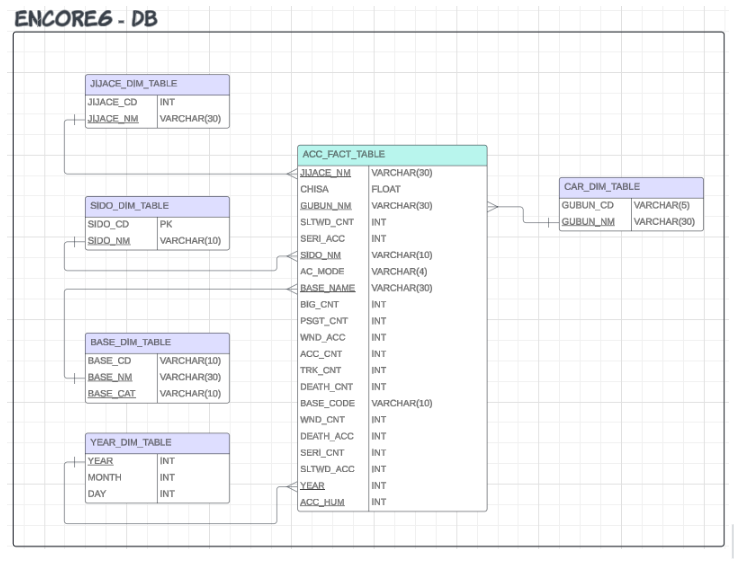 ENCORE6 - DB
JIJACE_DIM_TABLE
JIJACE_CD INT
JIJACE_NM VARCHAR(30)
SIDO_DIM_TABLE
SIDO_CD PK
SIDO_NM VARCHAR(10)
BASE_DIM_TABLE
BASE_CD VARCHAR(10)
BASE_NM VARCHAR(30)
BASE_CAT VARCHAR(10)
YEAR_DIM_TABLE
YEAR INT
MONTH INT
DAY INT
ACC_FACT_TABLE
JIJACE_NM VARCHAR(30)
CHISA FLOAT
GUBUN_NM VARCHAR(30)
SLTWD_CNT INT
SERI_ACC INT
SIDO_NM VARCHAR(10)
AC_MODE VARCHAR(4)
BASE_NAME VARCHAR(30)
BIG_CNT INT
PSGT_CNT INT
WND_ACC INT
ACC_CNT INT
TRK_CNT INT
DEATH_CNT INT
BASE_CODE VARCHAR(10)
WND_CNT INT
DEATH_ACC INT
SERI_CNT INT
SLTWD_ACC INT
YEAR INT
ACC_HUM INT
CAR_DIM_TABLE
GUBUN_CD VARCHAR(5)
GUBUN_NM VARCHAR(30)